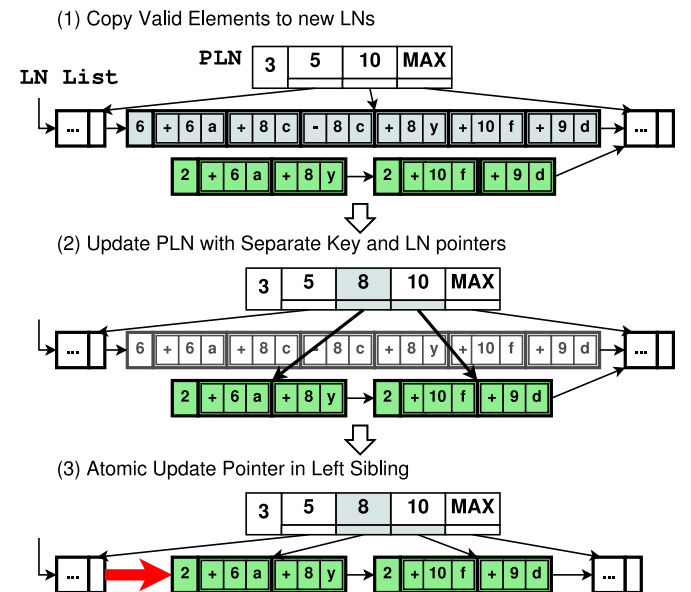 (1) Copy Valid Elements to new LNs
PLN 3 5 10 MAX
LN List
... 6 + 6 a + 8 c - 8 c + 8 y + 10 f + 9 d ...
2 + 6 a + 8 y 2 + 10 f + 9 d
(2) Update PLN with Separate Key and LN pointers
3 5 8 10 MAX
... 6 + 6 a + 8 c - 8 c + 8 y + 10 f + 9 d ...
2 + 6 a + 8 y 2 + 10 f + 9 d
(3) Atomic Update Pointer in Left Sibling
3 5 8 10 MAX
... 2 + 6 a + 8 y 2 + 10 f + 9 d ...